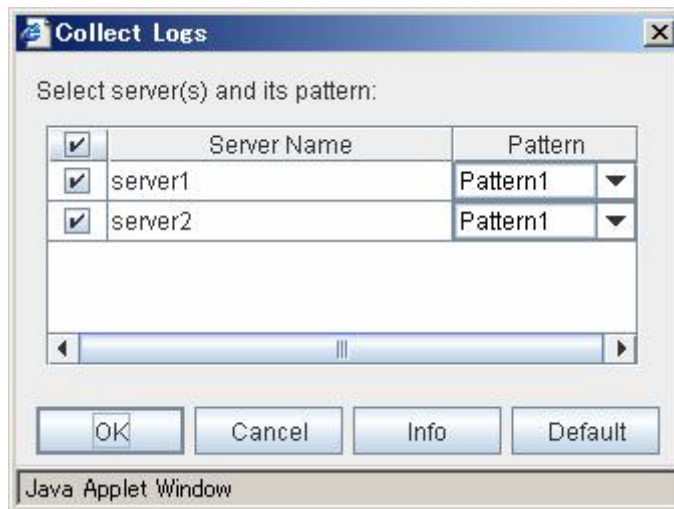 Collect Logs
Select server(s) and its pattern:
Server Name Pattern
server1 Pattern1
server2 Pattern1
OK Cancel Info Default
Java Applet Window